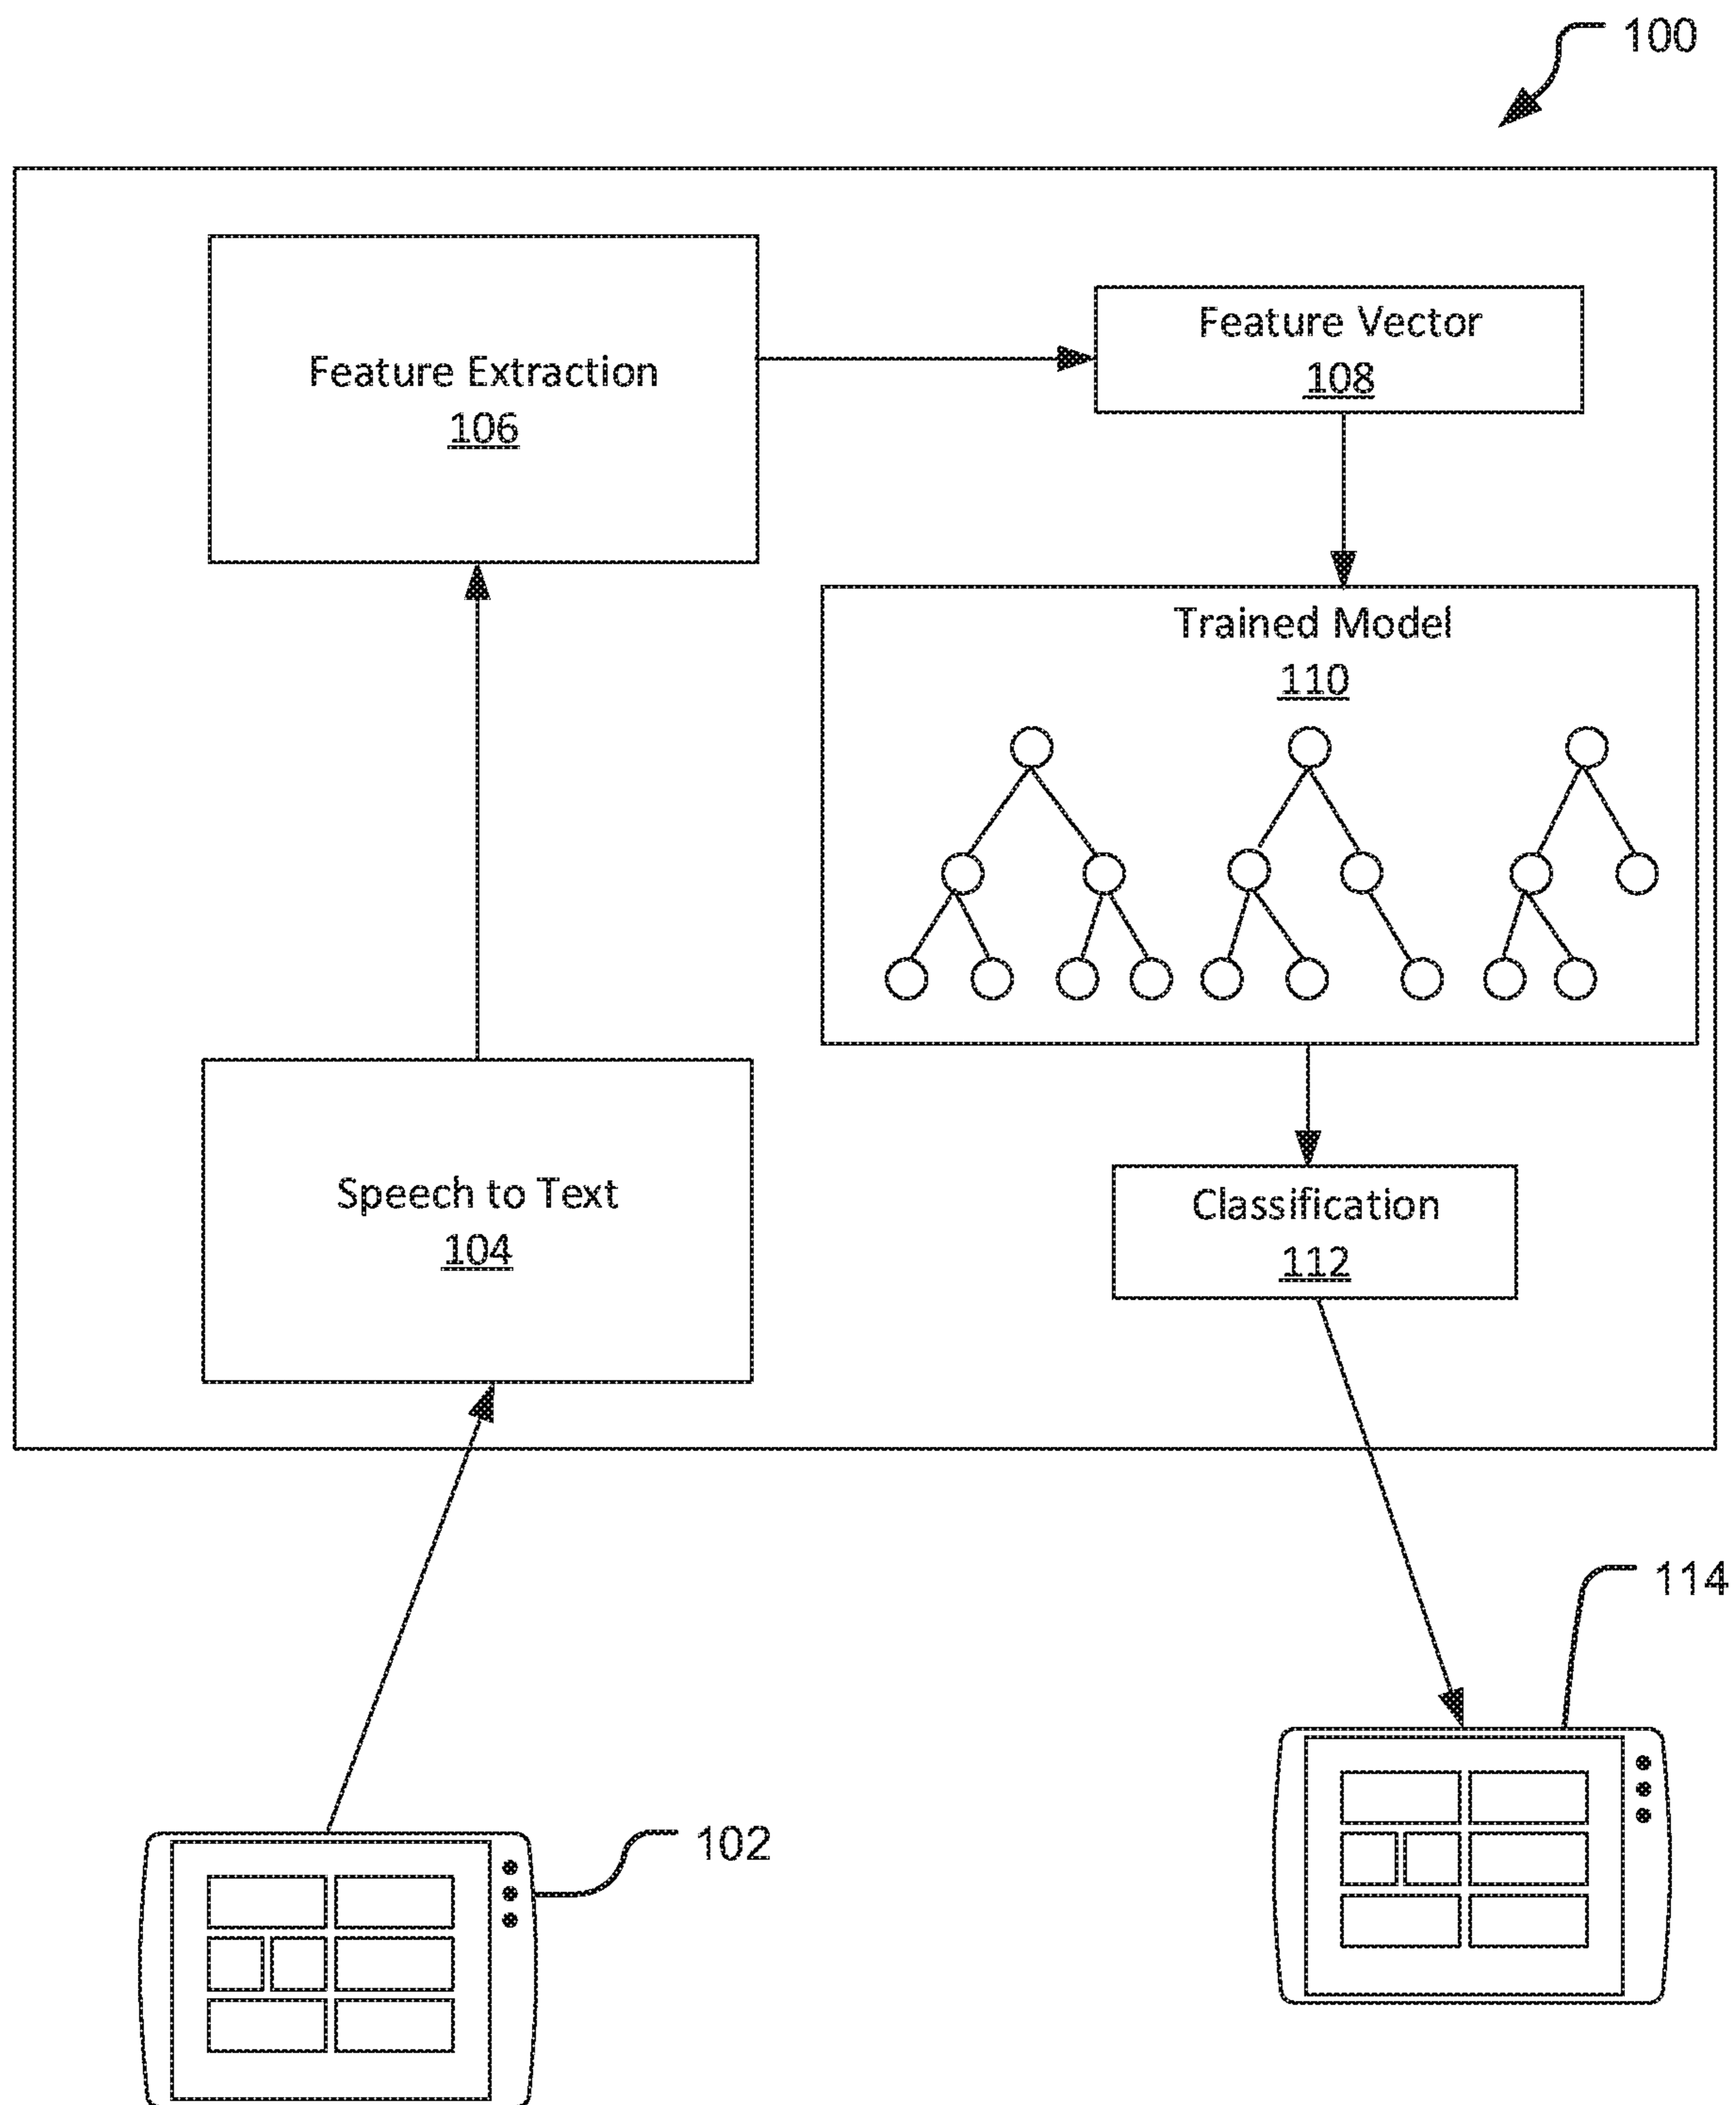 100
Feature Extraction
106
Feature Vector
108
Trained Model
110
Speech to Text
104
Classification
112
114
102